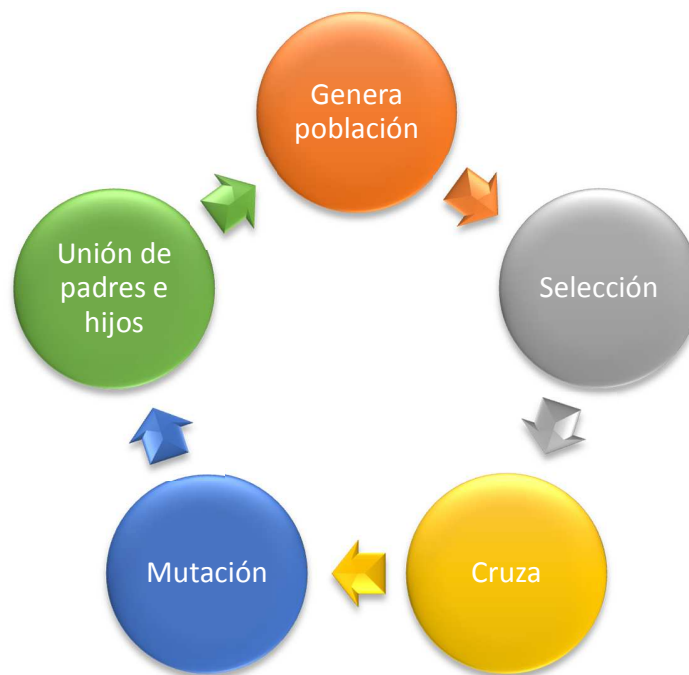 Genera
población
Selección
Cruza
Mutación
Unión de
padres e
hijos